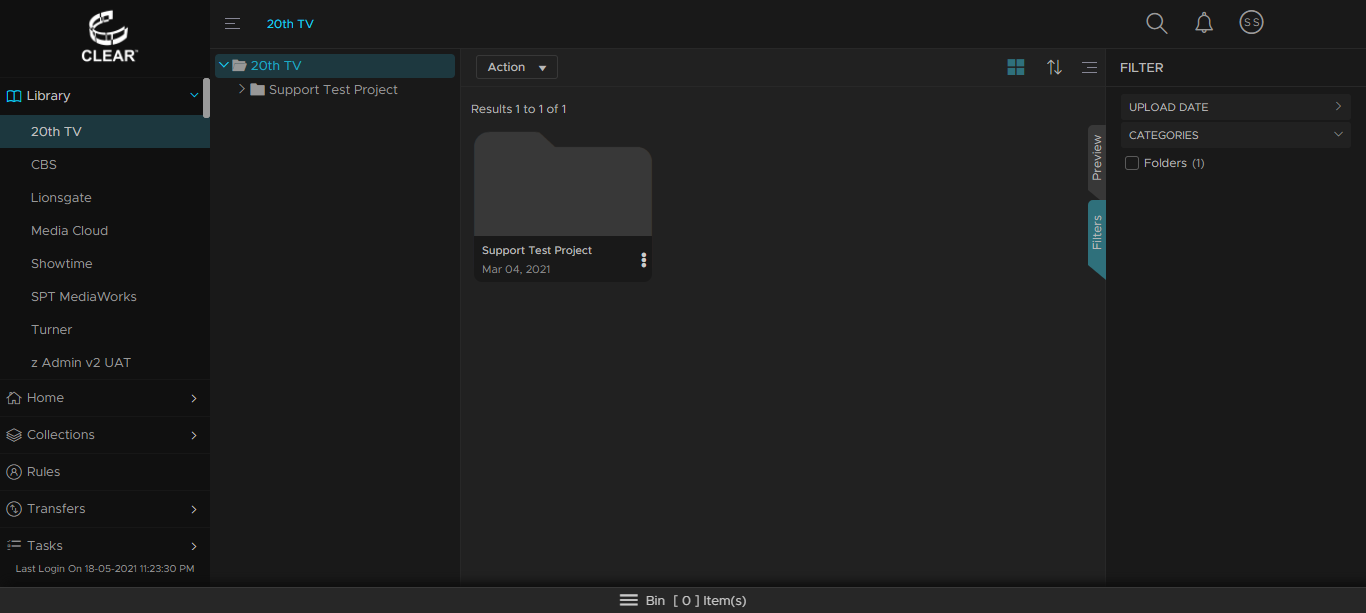 CLEAR™
20th TV
SS
Library
20th TV
CBS
Lionsgate
Media Cloud
Showtime
SPT MediaWorks
Turner
z Admin v2 UAT
Home
Collections
Rules
Transfers
Tasks
Last Login On 18-05-2021 11:23:30 PM
20th TV
Support Test Project
Action
Results 1 to 1 of 1
Support Test Project
Mar 04, 2021
Preview
Filters
FILTER
UPLOAD DATE
CATEGORIES
Folders (1)
Bin [ 0 ] Item(s)